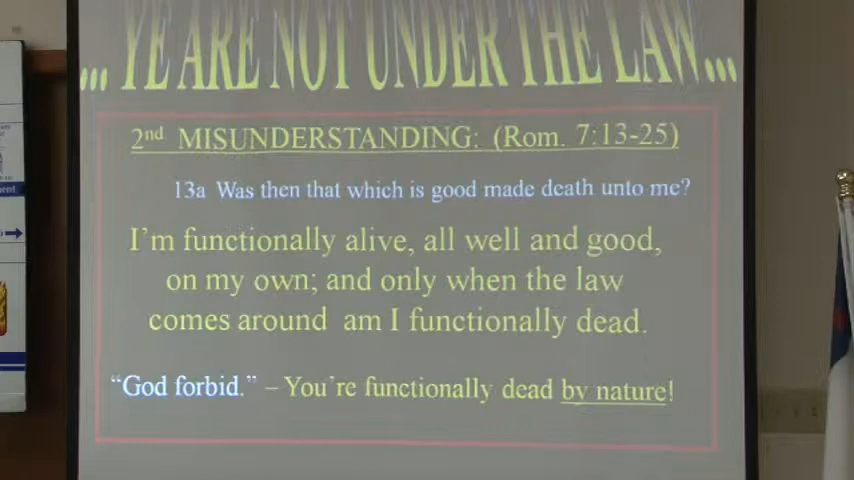 ... YE ARE NOT UNDER THE LAW...
2nd MISUNDERSTANDING: (Rom. 7:13-25)
13a Was then that which is good made death unto me?
I'm functionally alive, all well and good,
on my own; and only when the law
comes around am I functionally dead.
“God forbid.” – You're functionally dead by nature!